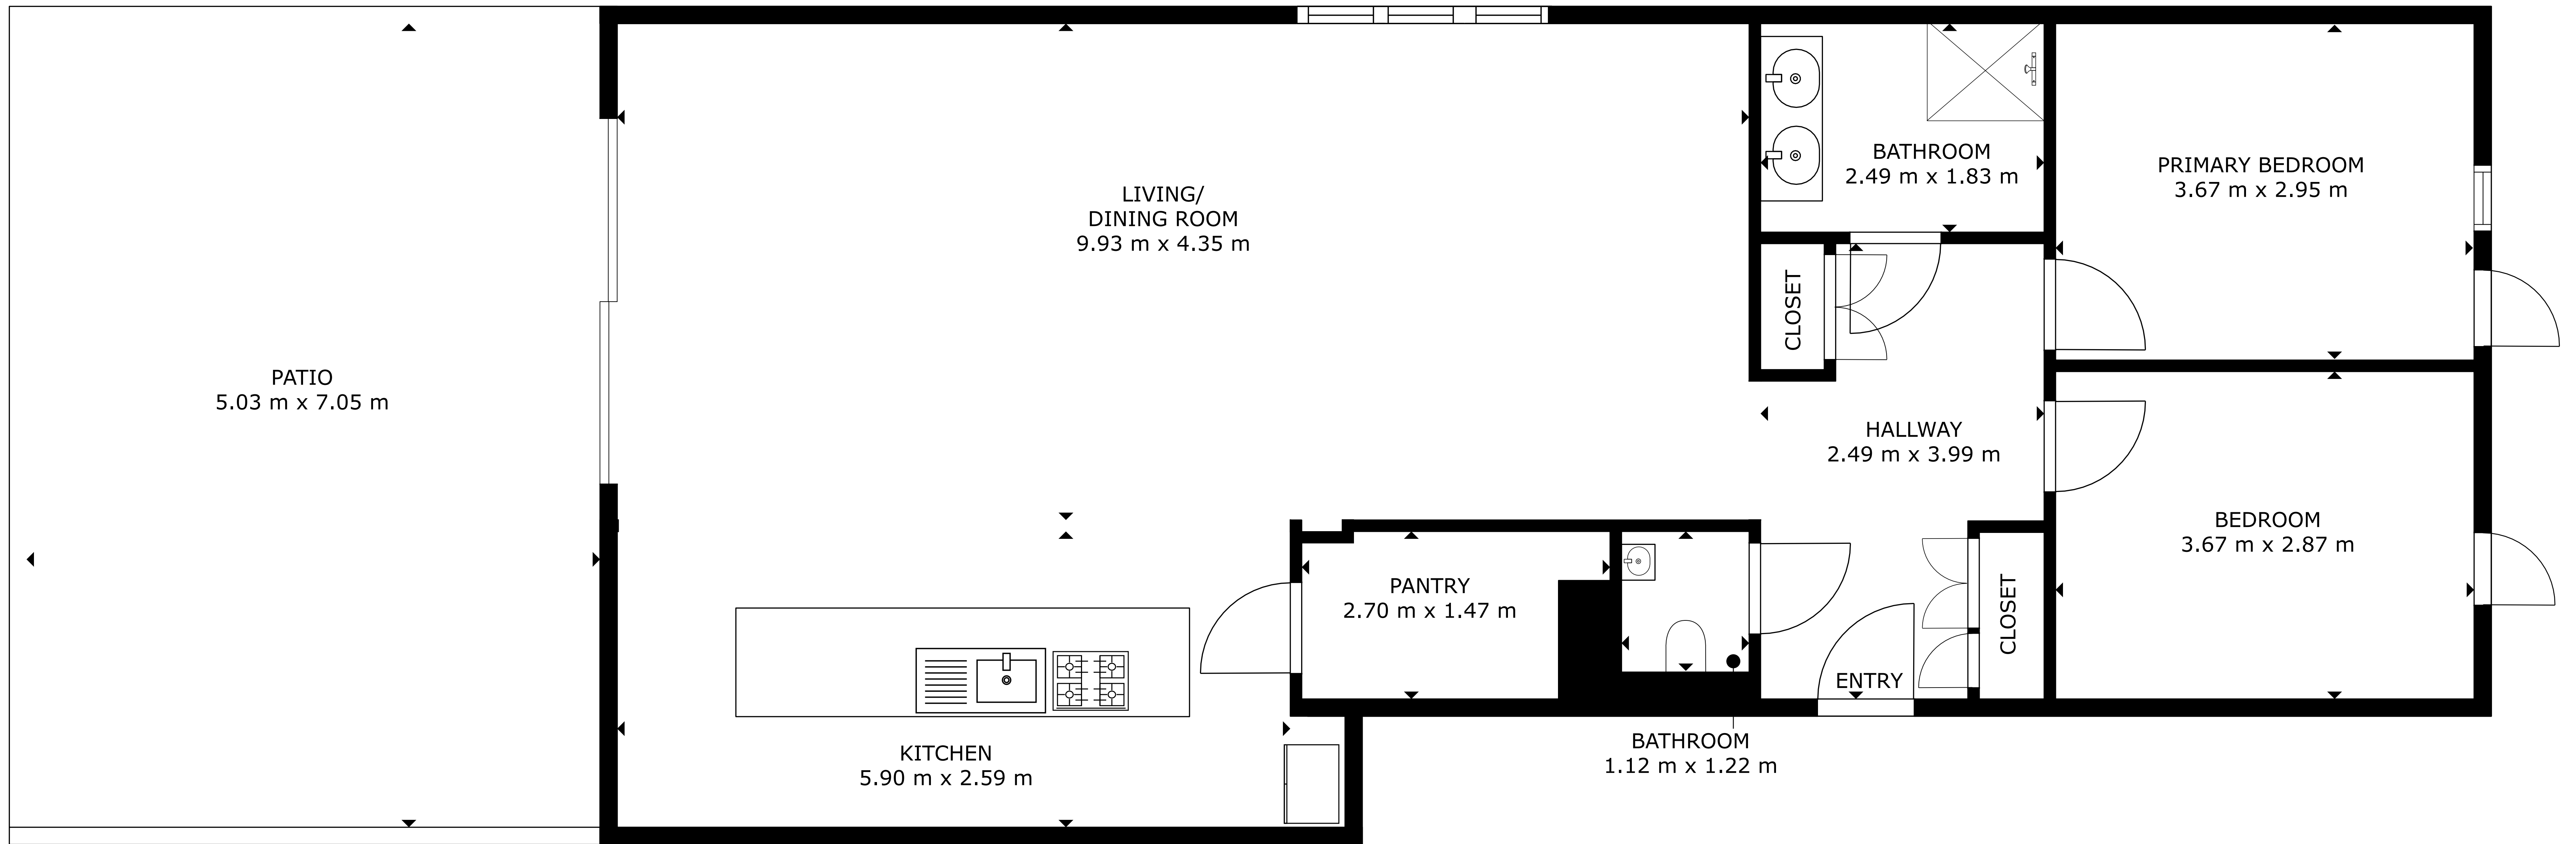 PATIO
5.03 m x 7.05 m
LIVING/
DINING ROOM
9.93 m x 4.35 m
KITCHEN
5.90 m x 2.59 m
PANTRY
2.70 m x 1.47 m
BATHROOM
1.12 m x 1.22 m
BATHROOM
2.49 m x 1.83 m
CLOSET
HALLWAY
2.49 m x 3.99 m
ENTRY
CLOSET
PRIMARY BEDROOM
3.67 m x 2.95 m
BEDROOM
3.67 m x 2.87 m